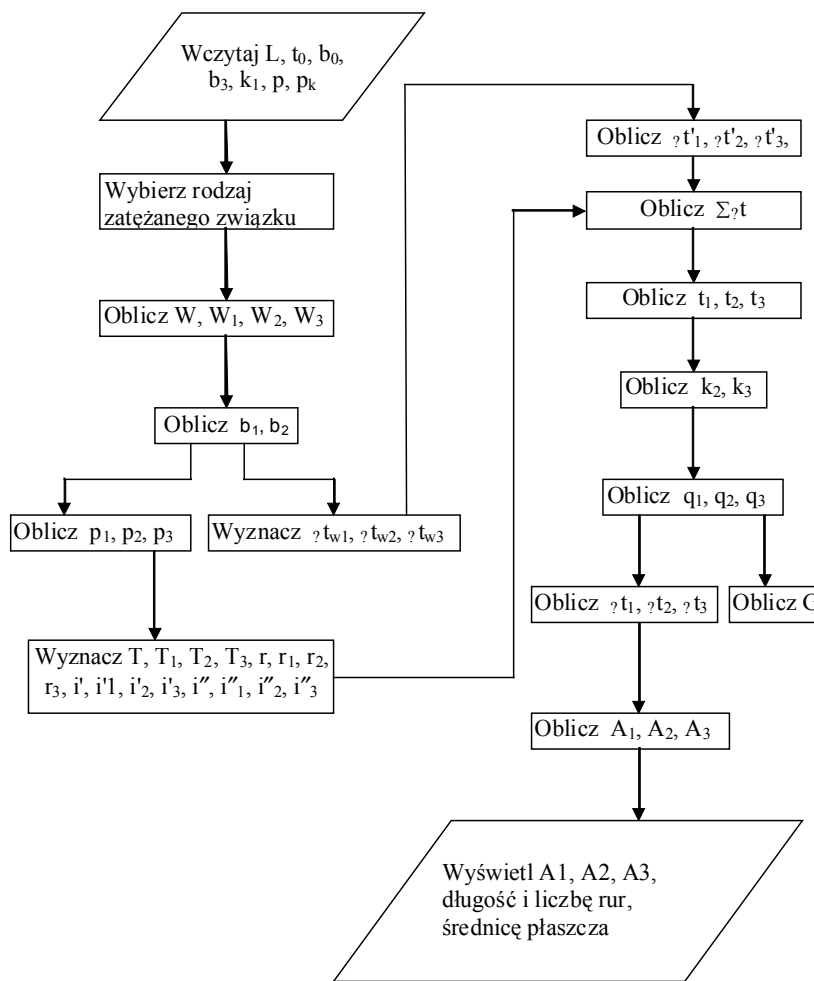 Wczytaj L, t₀, b₀,
b₃, k₁, p, pₖ
Wybierz rodzaj
zatężanego związku
Oblicz W, W₁, W₂, W₃
Oblicz b₁, b₂
Oblicz p₁, p₂, p₃
Wyznacz ?t_w1, ?t_w2, ?t_w3
Wyznacz T, T₁, T₂, T₃, r, r₁, r₂,
r₃, i', i'1, i'₂, i'₃, i″, i″₁, i″₂, i″₃
Oblicz ?t'₁, ?t'₂, ?t'₃,
Oblicz ∑?t
Oblicz t₁, t₂, t₃
Oblicz k₂, k₃
Oblicz q₁, q₂, q₃
Oblicz ?t₁, ?t₂, ?t₃
Oblicz G
Oblicz A₁, A₂, A₃
Wyświetl A1, A2, A3,
długość i liczbę rur,
średnicę płaszcza